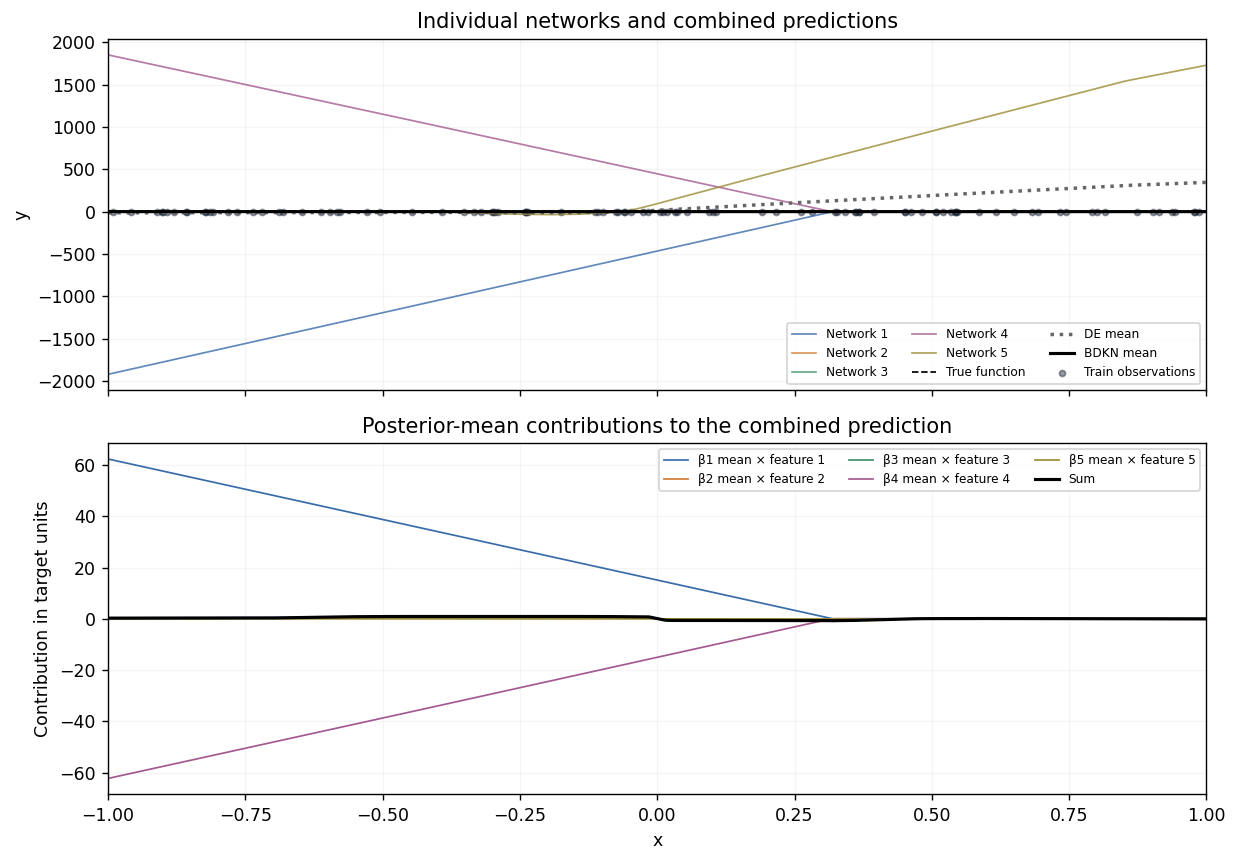 Individual networks and combined predictions
2000
1500
1000
500
0
−500
−1000
−1500
−2000
y
Network 1 Network 4 DE mean
Network 2 Network 5 BDKN mean
Network 3 True function Train observations
Posterior-mean contributions to the combined prediction
60
40
20
0
−20
−40
−60
Contribution in target units
β1 mean × feature 1 β3 mean × feature 3 β5 mean × feature 5
β2 mean × feature 2 β4 mean × feature 4 Sum
−1.00 −0.75 −0.50 −0.25 0.00 0.25 0.50 0.75 1.00
x